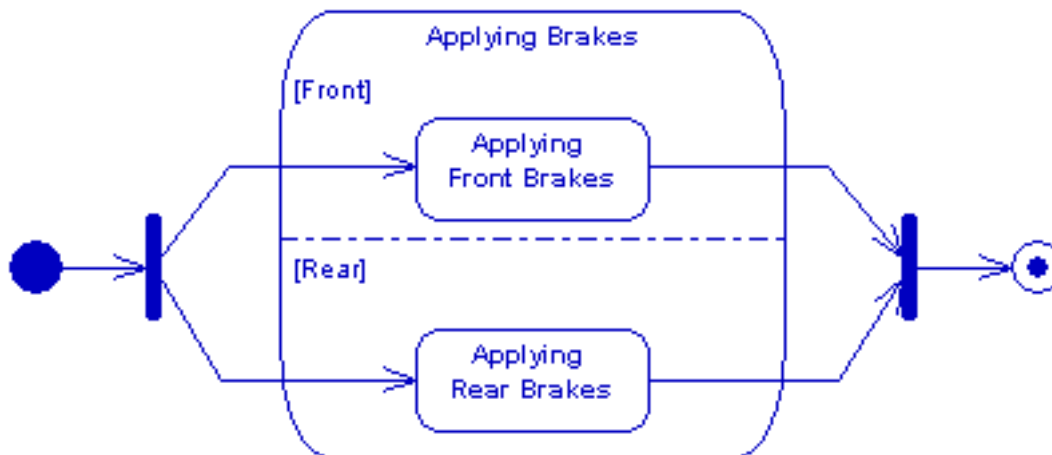 Applying Brakes
[Front]
Applying
Front Brakes
[Rear]
Applying
Rear Brakes